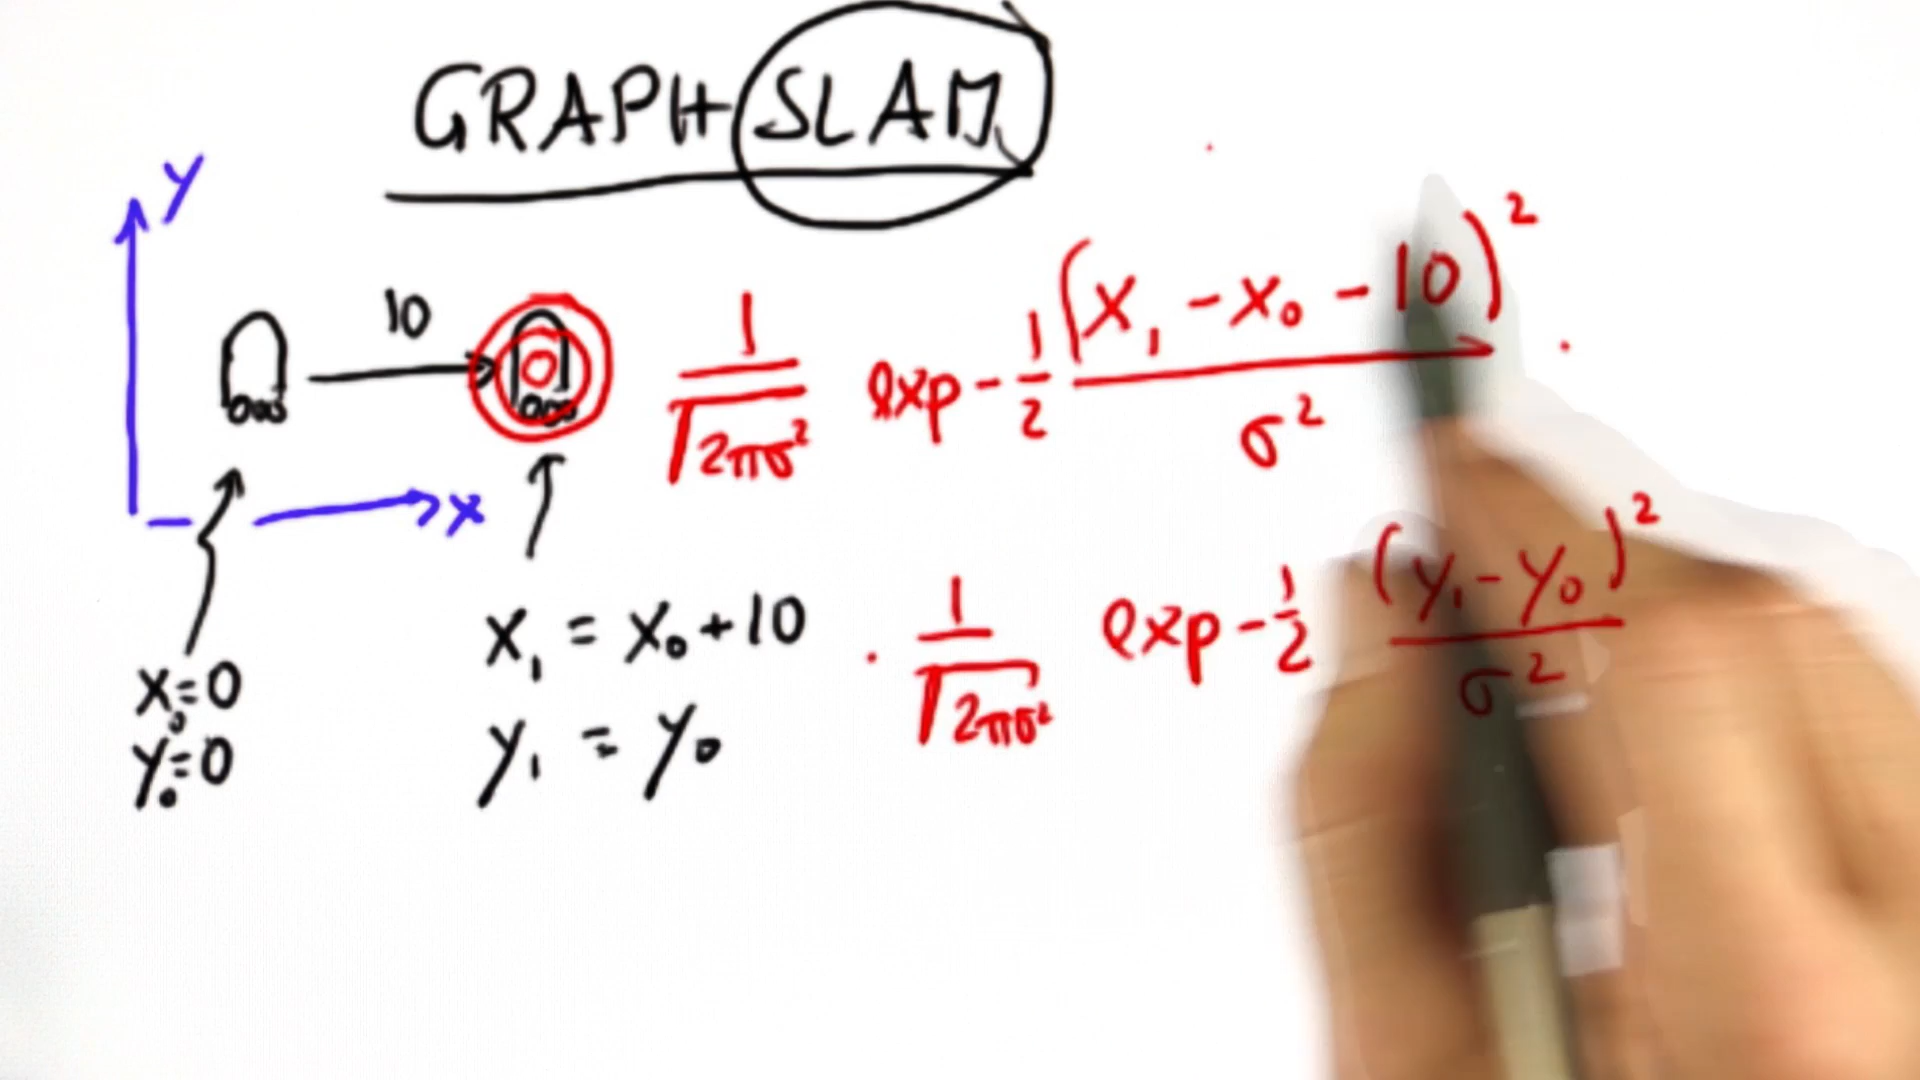 GRAPH SLAM
y
10
1/√2πσ² exp - 1/2 (x₁ - x₀ - 10)²/σ² .
x
x₁ = x₀ + 10
. 1/√2πσ² exp - 1/2 (y₁ - y₀)²/σ²
x₀ = 0
y₁ = y₀
y₀ = 0